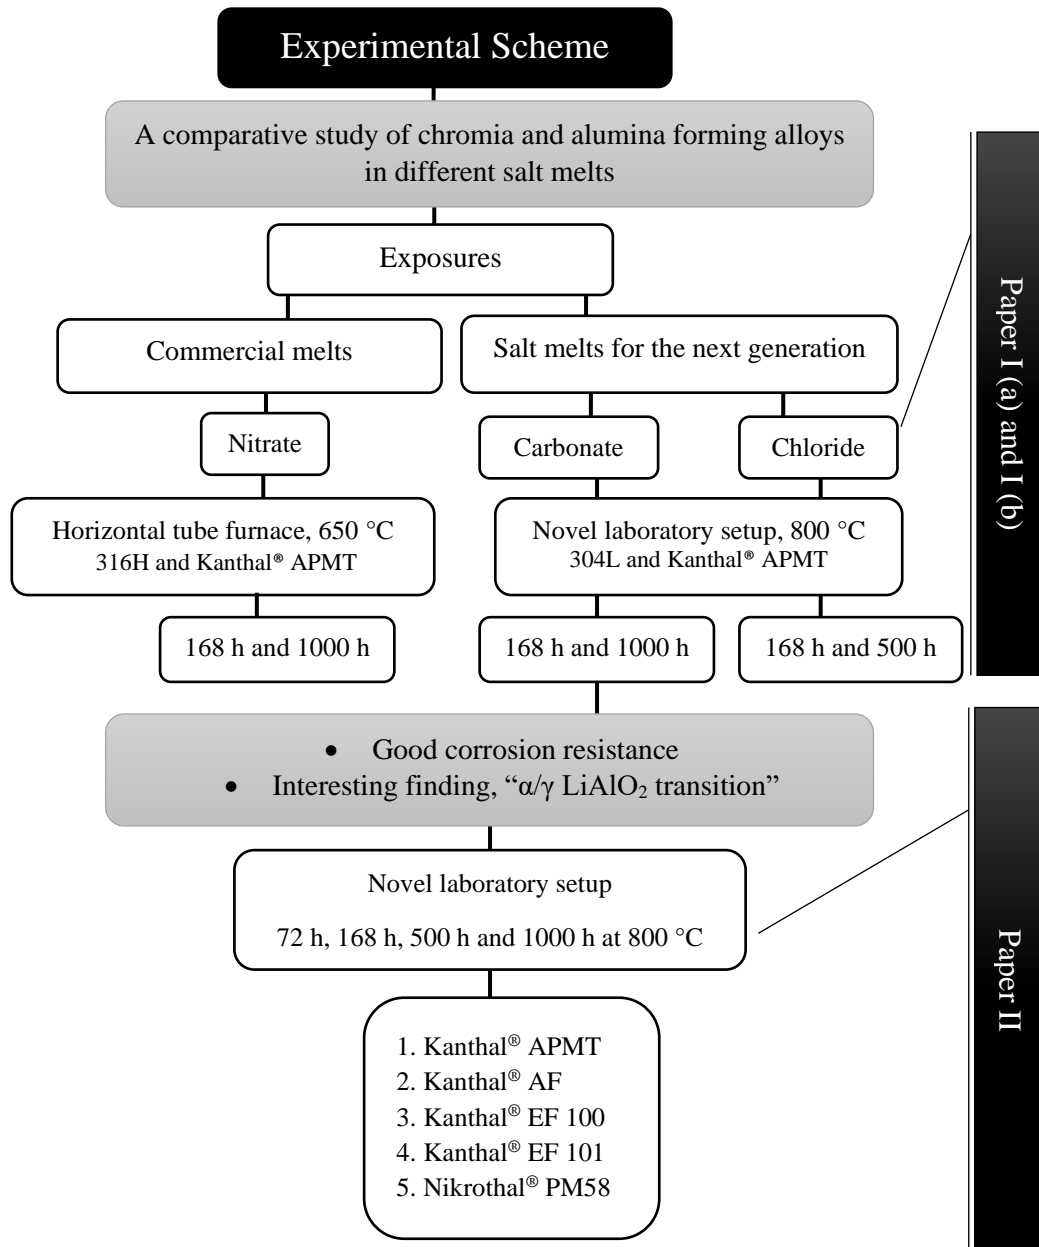 Experimental Scheme
A comparative study of chromia and alumina forming alloys
in different salt melts
Exposures
Commercial melts
Salt melts for the next generation
Nitrate
Carbonate
Chloride
Horizontal tube furnace, 650 °C
316H and Kanthal® APMT
Novel laboratory setup, 800 °C
304L and Kanthal® APMT
168 h and 1000 h
168 h and 1000 h
168 h and 500 h
Paper I (a) and I (b)
• Good corrosion resistance
• Interesting finding, “α/γ LiAlO₂ transition”
Novel laboratory setup
72 h, 168 h, 500 h and 1000 h at 800 °C
1. Kanthal® APMT
2. Kanthal® AF
3. Kanthal® EF 100
4. Kanthal® EF 101
5. Nikrothal® PM58
Paper II